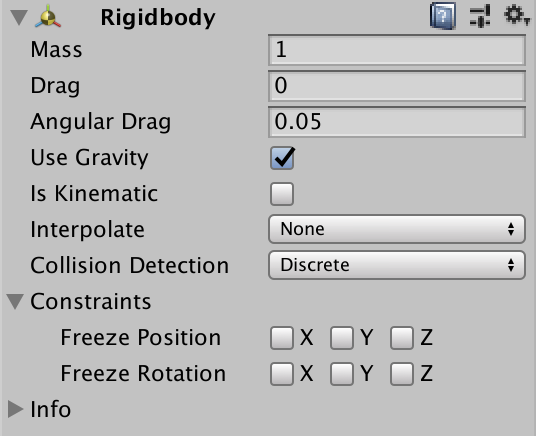 Rigidbody
Mass 1
Drag 0
Angular Drag 0.05
Use Gravity
Is Kinematic
Interpolate None
Collision Detection Discrete
Constraints
Freeze Position X Y Z
Freeze Rotation X Y Z
Info